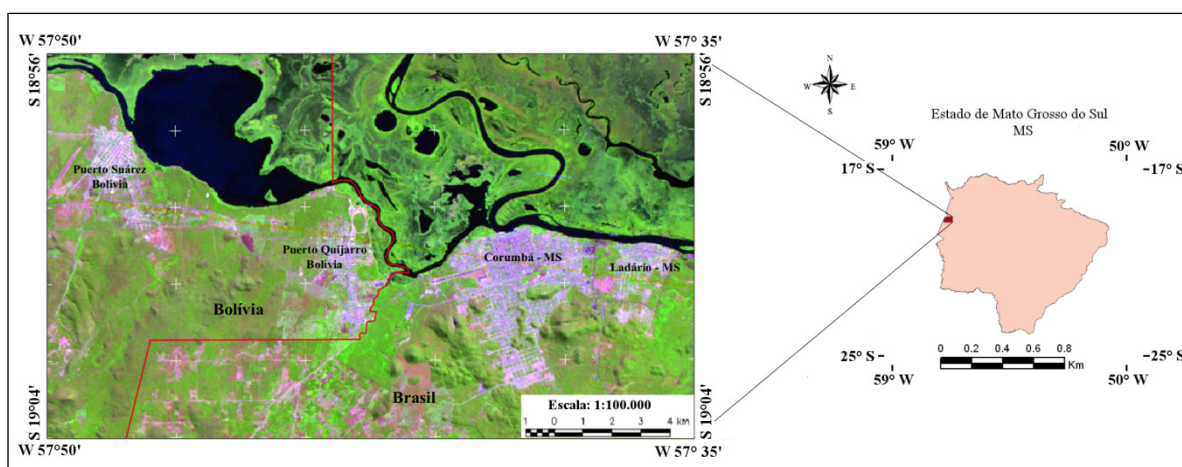 W 57°50'
W 57° 35'
S 18°56'
S 18°56'
Puerto Suárez
Bolivia
Puerto Quijarro
Bolivia
Corumbá - MS
Ladário - MS
Bolívia
Brasil
Escala: 1:100.000
1 0 1 2 3 4 km
S 19°04'
S 19°04'
W 57°50'
W 57° 35'
N
W E
S
Estado de Mato Grosso do Sul
MS
59° W
50° W
17° S
-17° S
0 0.2 0.4 0.6 0.8
Km
25° S
-25° S
59° W
50° W